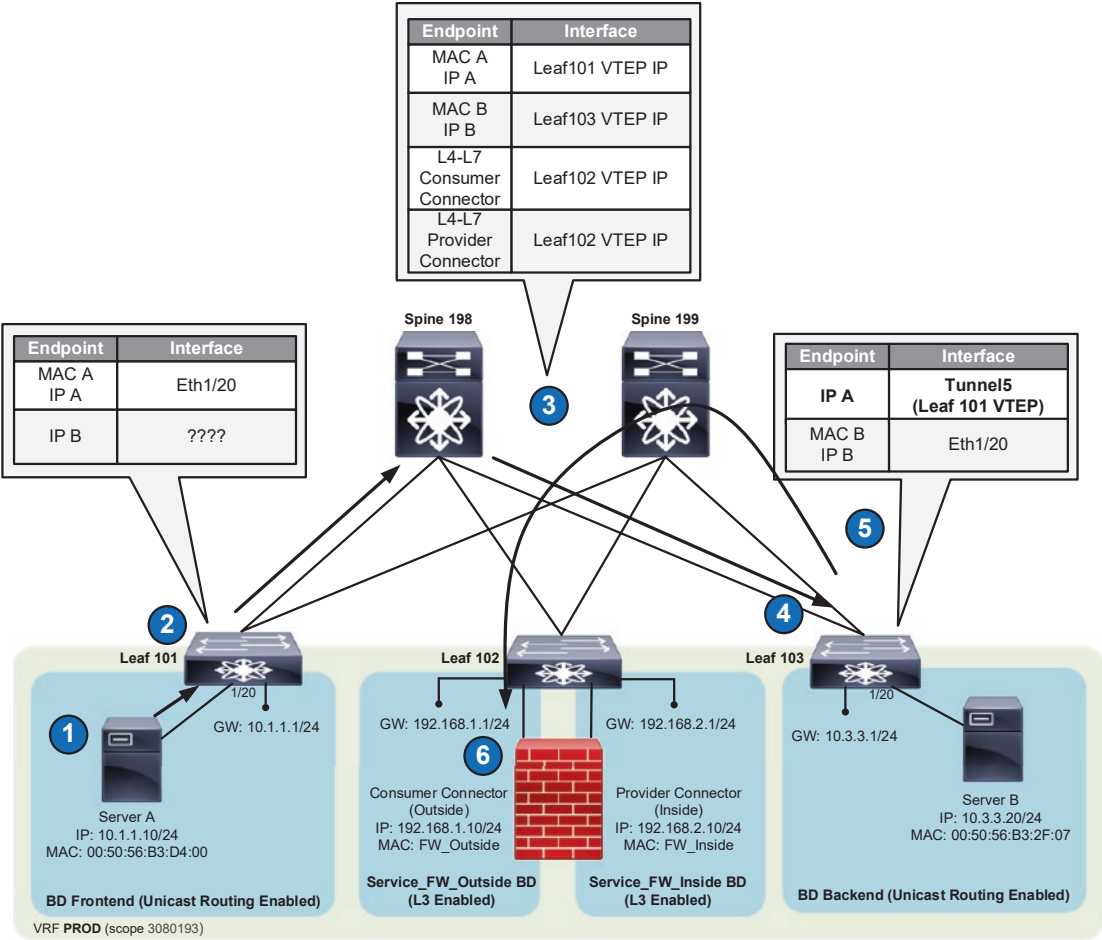 Endpoint Interface
MAC A
IP A
Leaf101 VTEP IP
MAC B
IP B
Leaf103 VTEP IP
L4-L7
Consumer
Connector
Leaf102 VTEP IP
L4-L7
Provider
Connector
Leaf102 VTEP IP
Spine 198
Spine 199
3
Endpoint Interface
MAC A
IP A
Eth1/20
IP B
????
Endpoint Interface
IP A
Tunnel5
(Leaf 101 VTEP)
MAC B
IP B
Eth1/20
5
2
4
Leaf 101
Leaf 102
Leaf 103
1
1/20
GW: 10.1.1.1/24
Server A
IP: 10.1.1.10/24
MAC: 00:50:56:B3:D4:00
BD Frontend (Unicast Routing Enabled)
GW: 192.168.1.1/24
GW: 192.168.2.1/24
6
Consumer Connector
(Outside)
IP: 192.168.1.10/24
MAC: FW_Outside
Service_FW_Outside BD
(L3 Enabled)
Provider Connector
(Inside)
IP: 192.168.2.10/24
MAC: FW_Inside
Service_FW_Inside BD
(L3 Enabled)
1/20
GW: 10.3.3.1/24
Server B
IP: 10.3.3.20/24
MAC: 00:50:56:B3:2F:07
BD Backend (Unicast Routing Enabled)
VRF PROD (scope 3080193)